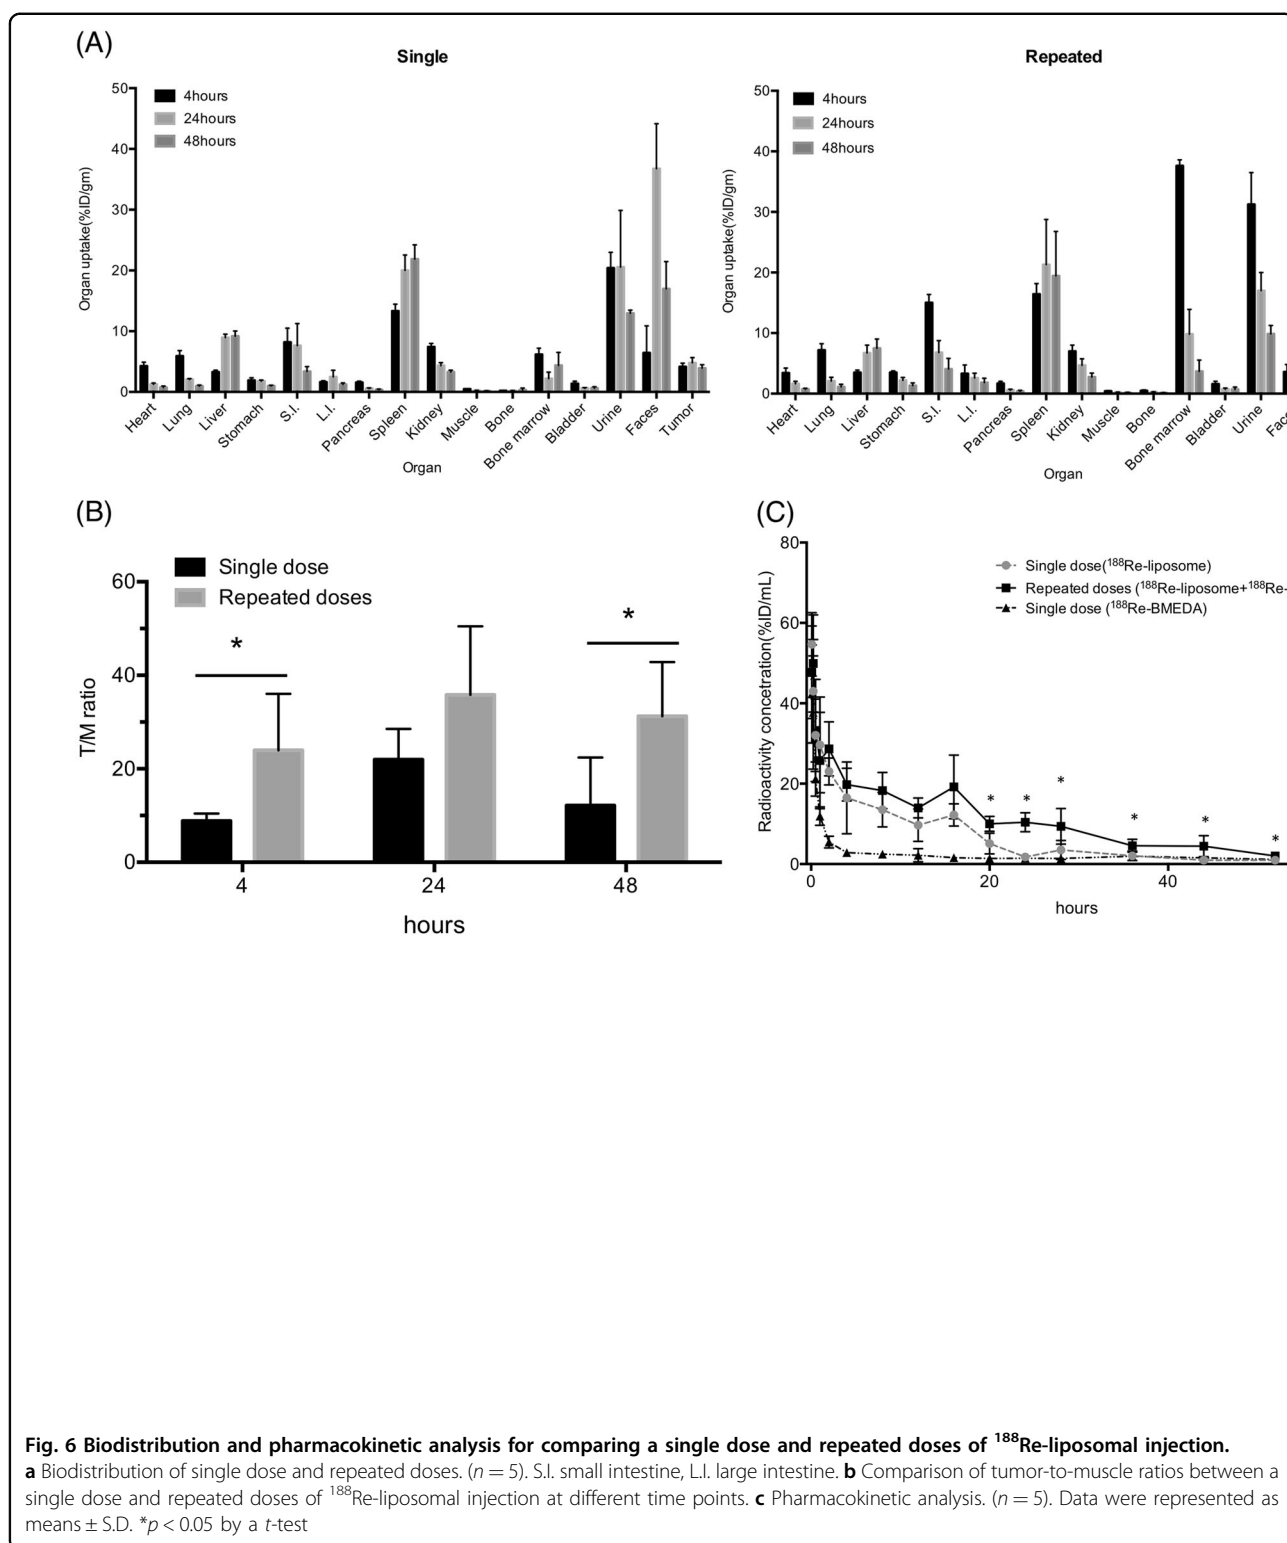 (A)
Single
50
40
30
20
10
0
Organ uptake(%ID/gm)
4hours
24hours
48hours
Heart
Lung
Liver
Stomach
S.I.
L.I.
Pancreas
Spleen
Kidney
Muscle
Bone
Bone marrow
Bladder
Urine
Faces
Tumor
Organ
Repeated
50
40
30
20
10
0
Organ uptake(%ID/gm)
4hours
24hours
48hours
Heart
Lung
Liver
Stomach
S.I.
L.I.
Pancreas
Spleen
Kidney
Muscle
Bone
Bone marrow
Bladder
Urine
Organ
(B)
Single dose
Repeated doses
60
40
20
0
T/M ratio
*
*
4
24
48
hours
(C)
80
60
40
20
0
Radioactivity concetration(%ID/mL)
Single dose(188Re-liposome)
Repeated doses (188Re-liposome+188Re-
Single dose (188Re-BMEDA)
*
*
*
*
*
*
0
20
40
hours
Fig. 6 Biodistribution and pharmacokinetic analysis for comparing a single dose and repeated doses of 188Re-liposomal injection.
a Biodistribution of single dose and repeated doses. (n = 5). S.I. small intestine, L.I. large intestine. b Comparison of tumor-to-muscle ratios between a
single dose and repeated doses of 188Re-liposomal injection at different time points. c Pharmacokinetic analysis. (n = 5). Data were represented as
means ± S.D. *p < 0.05 by a t-test